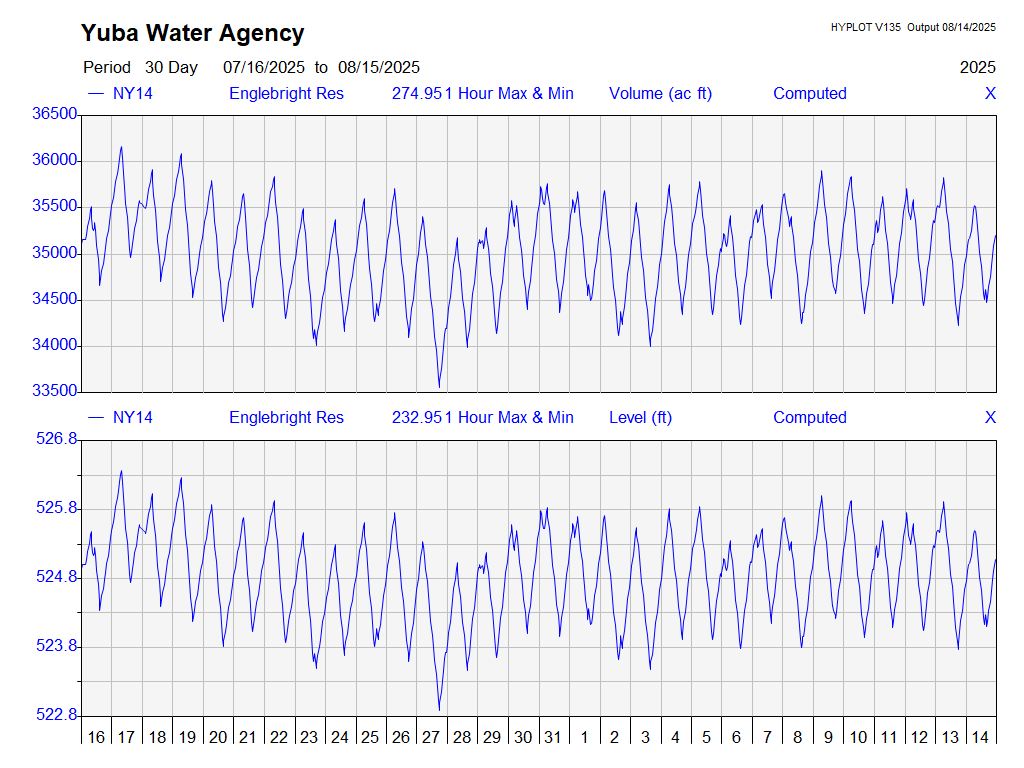 Yuba Water Agency
HYPLOT V135 Output 08/14/2025
Period 30 Day 07/16/2025 to 08/15/2025 2025
NY14 Englebright Res 274.951 Hour Max & Min Volume (ac ft) Computed X
36500
36000
35500
35000
34500
34000
33500
NY14 Englebright Res 232.951 Hour Max & Min Level (ft) Computed X
526.8
525.8
524.8
523.8
522.8
16 17 18 19 20 21 22 23 24 25 26 27 28 29 30 31 1 2 3 4 5 6 7 8 9 10 11 12 13 14